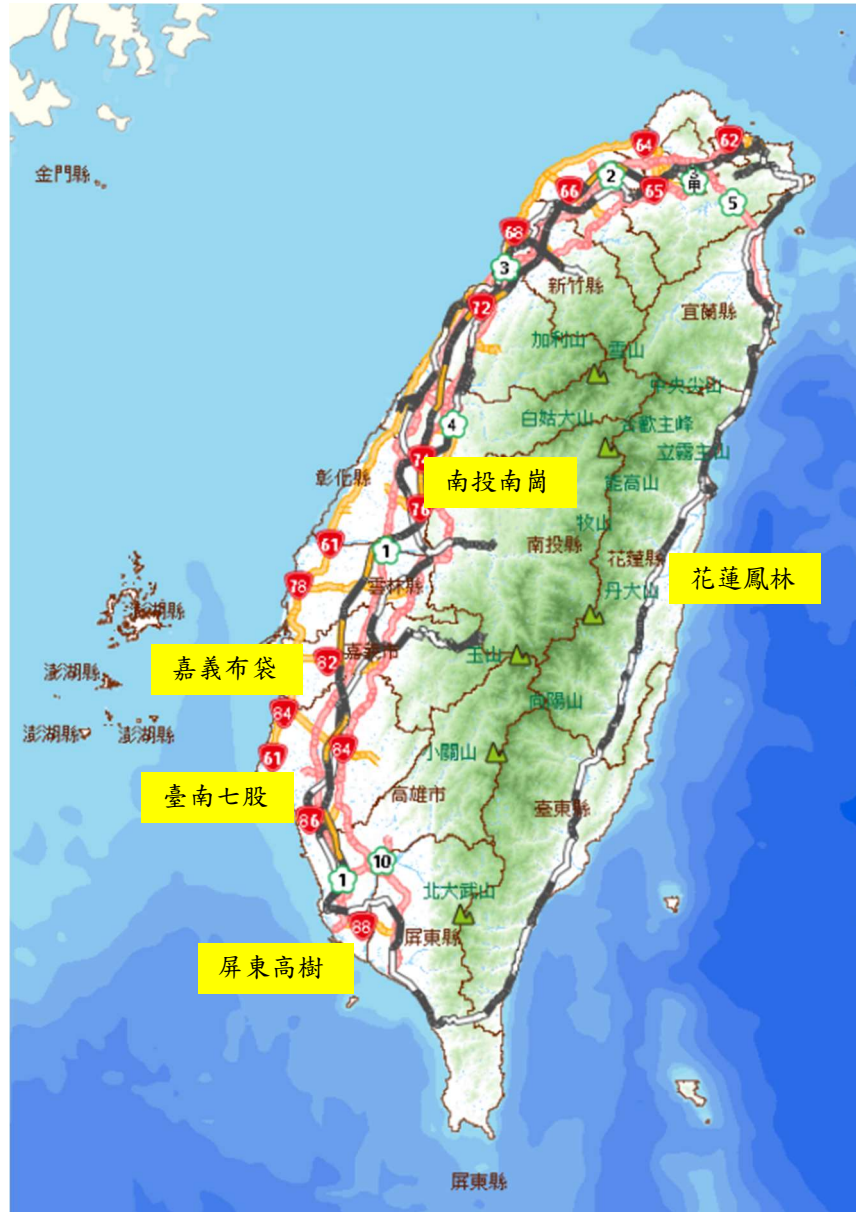 64
62
金門縣
2
3甲
66
65
5
68
3
新竹縣
72
宜蘭縣
加利山
雪山
中央尖山
白姑大山
合歡主峰
4
立霧主山
74
南投南崗
彰化縣
能高山
76
牧山
61
1
南投縣
花蓮縣
花蓮鳳林
78
雲林縣
丹大山
澎湖縣
嘉義布袋
82
嘉義市
玉山
澎湖縣
向陽山
84
澎湖縣
澎湖縣
61
84
小關山
臺南七股
高雄市
臺東縣
86
10
1
北大武山
88
屏東縣
屏東高樹
屏東縣